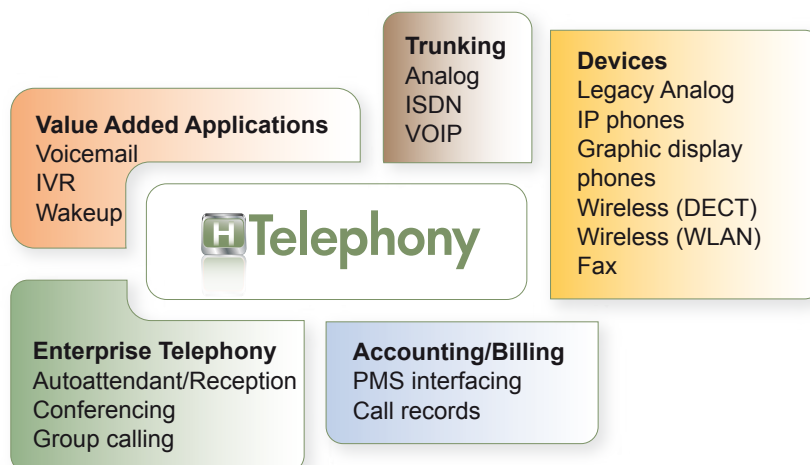 Trunking
Analog
ISDN
VOIP
Devices
Legacy Analog
IP phones
Graphic display
phones
Wireless (DECT)
Wireless (WLAN)
Fax
Value Added Applications
Voicemail
IVR
Wakeup
H Telephony
Enterprise Telephony
Autoattendant/Reception
Conferencing
Group calling
Accounting/Billing
PMS interfacing
Call records